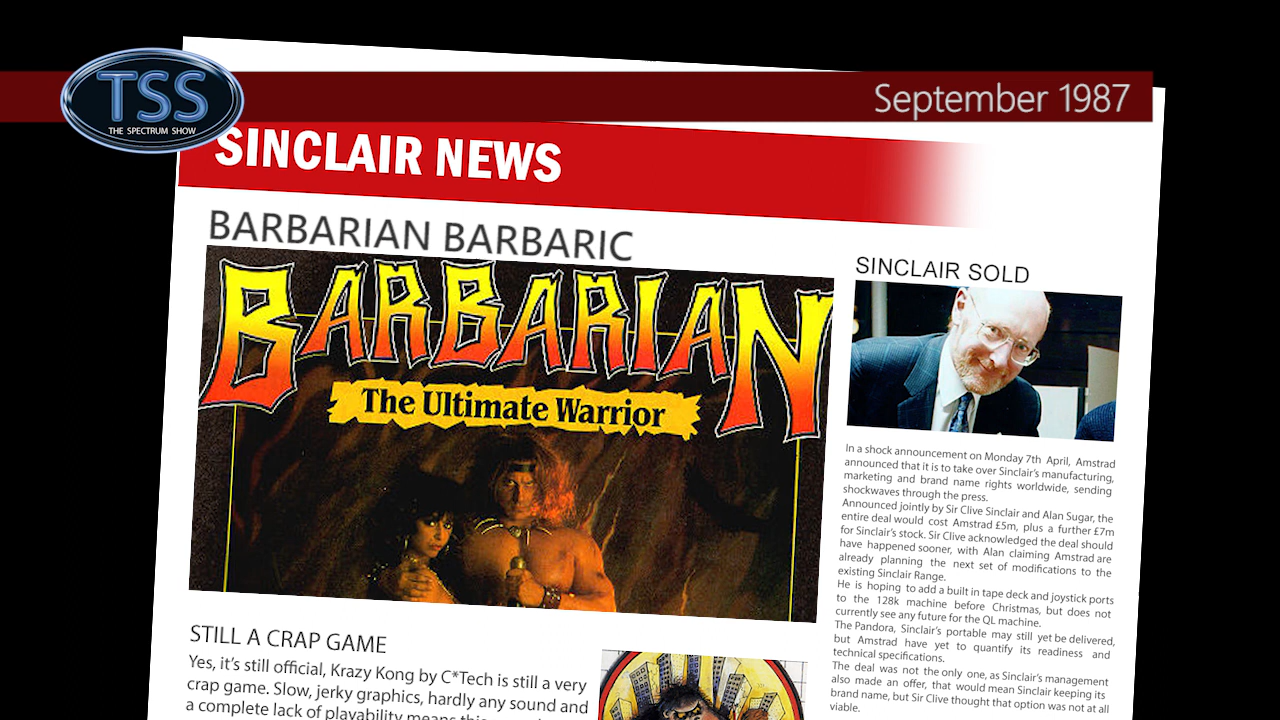 TSS
THE SPECTRUM SHOW
September 1987
SINCLAIR NEWS
BARBARIAN BARBARIC
BARBARIAN
The Ultimate Warrior
STILL A CRAP GAME
Yes, it's still official, Krazy Kong by C*Tech is still a very
crap game. Slow, jerky graphics, hardly any sound and
a complete lack of playability means this
SINCLAIR SOLD
In a shock announcement on Monday 7th April, Amstrad
announced that it is to take over Sinclair's manufacturing,
marketing and brand name rights worldwide, sending
shockwaves through the press.
Announced jointly by Sir Clive Sinclair and Alan Sugar, the
entire deal would cost Amstrad £5m, plus a further £7m
for Sinclair's stock. Sir Clive acknowledged the deal should
have happened sooner, with Alan claiming Amstrad are
already planning the next set of modifications to the
existing Sinclair Range.
He is hoping to add a built in tape deck and joystick ports
to the 128k machine before Christmas, but does not
currently see any future for the QL machine.
The Pandora, Sinclair's portable may still yet be delivered,
but Amstrad have yet to quantify its readiness and
technical specifications.
The deal was not the only one, as Sinclair's management
also made an offer, that would mean Sinclair keeping its
brand name, but Sir Clive thought that option was not at all
viable.